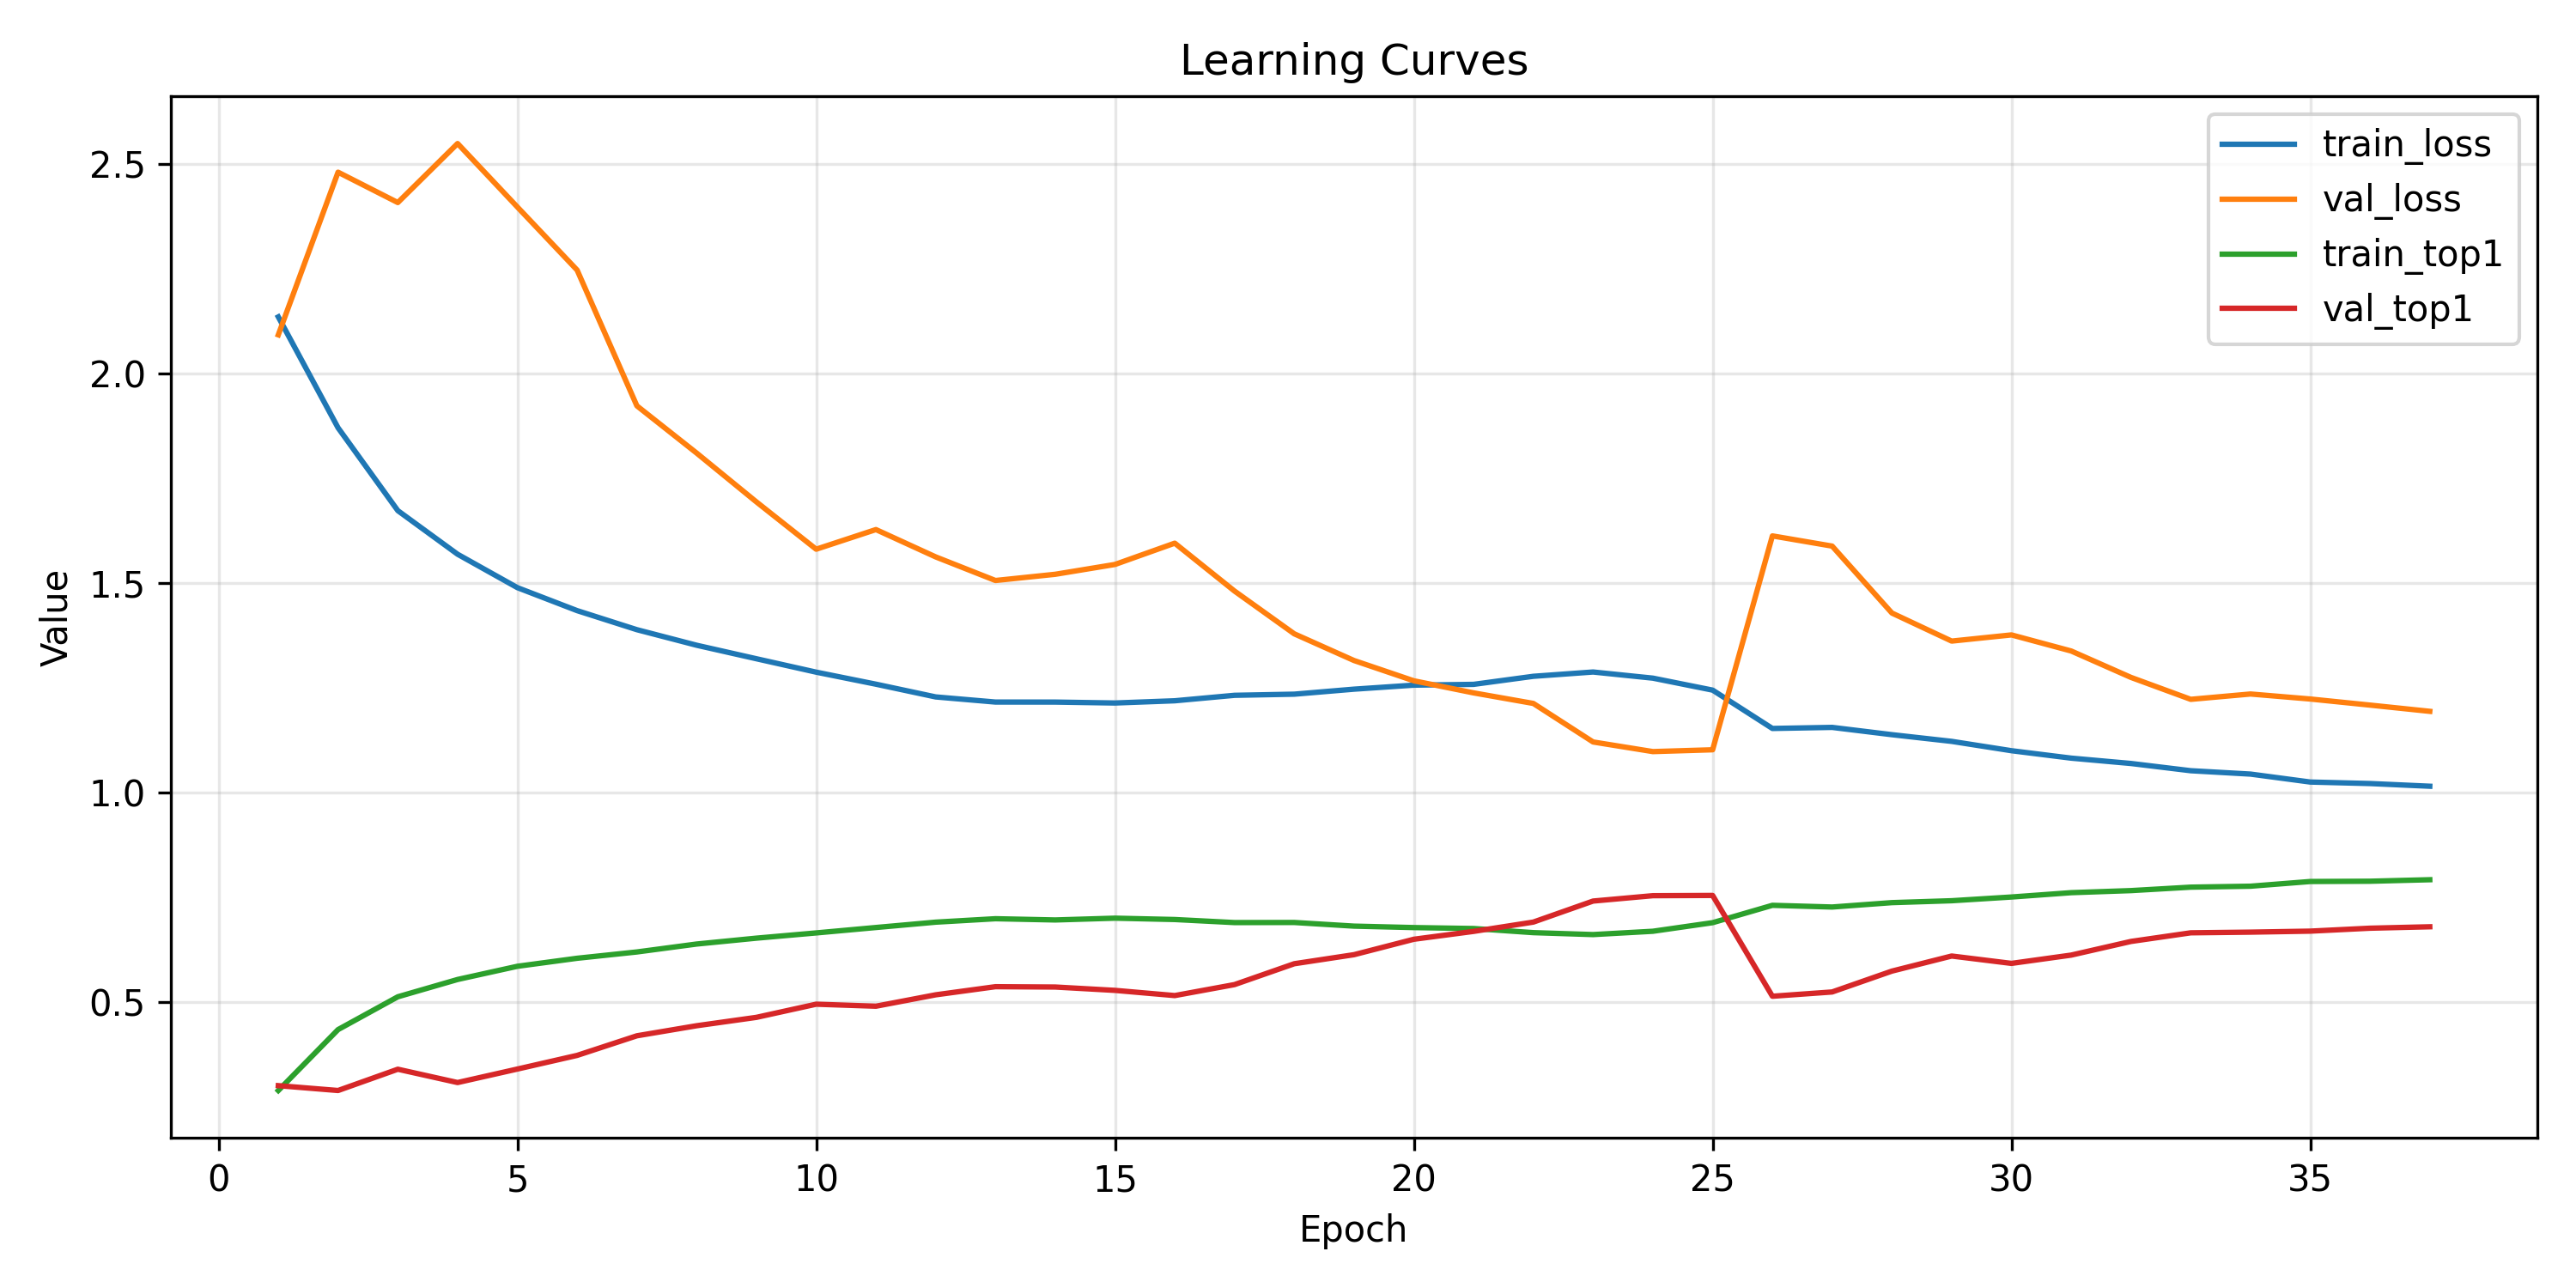 Learning Curves
train_loss
val_loss
train_top1
val_top1
2.5
2.0
1.5
1.0
0.5
Value
0 5 10 15 20 25 30 35
Epoch